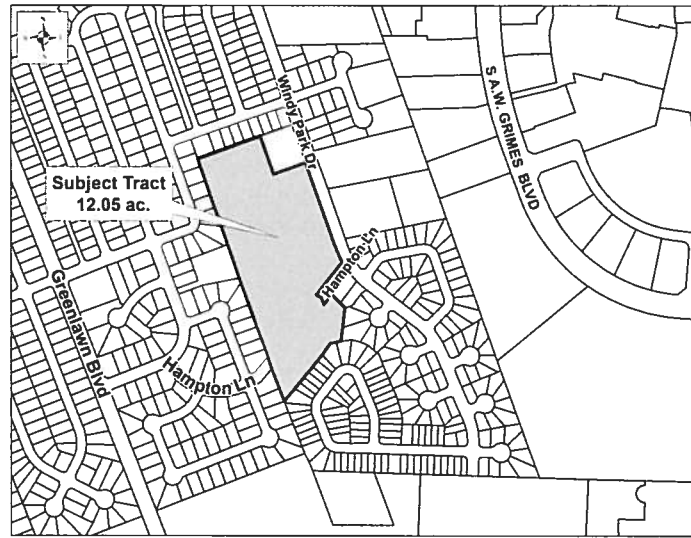 Windy Park Dr
S A.W. GRIMES BLVD
Subject Tract
12.05 ac.
Hampton Ln
Greenlawn Blvd
Hampton Ln